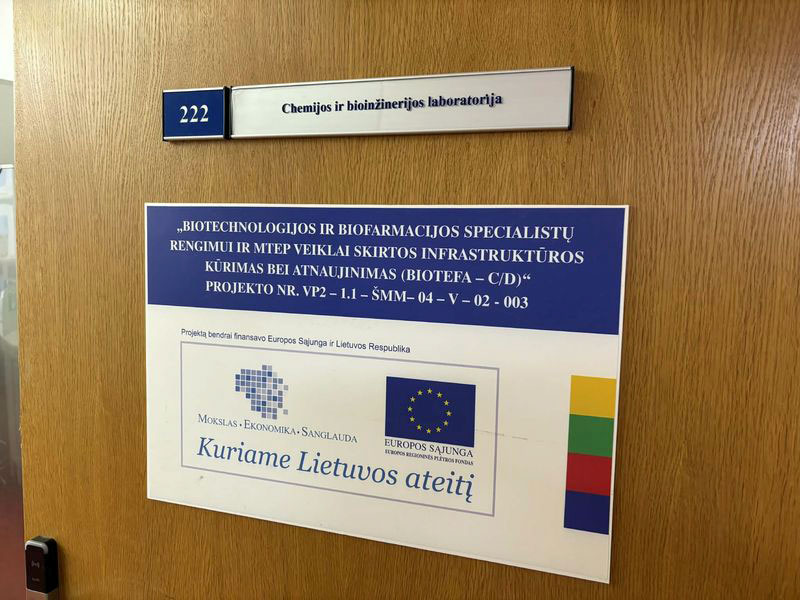 222
Chemijos ir bioinžinerijos laboratorija
„BIOTECHNOLOGIJOS IR BIOFARMACIJOS SPECIALISTŲ
RENGIMUI IR MTEP VEIKLAI SKIRTOS INFRASTRUKTŪROS
KŪRIMAS BEI ATNAUJINIMAS (BIOTEFA – C/D)“
PROJEKTO NR. VP2 – 1.1 – ŠMM– 04 – V – 02 - 003
Projektą bendrai finansavo Europos Sąjunga ir Lietuvos Respublika
MOKSLAS • EKONOMIKA • SANGLAUDA
EUROPOS SĄJUNGA
EUROPOS REGIONINĖS PLĖTROS FONDAS
Kuriame Lietuvos ateitį